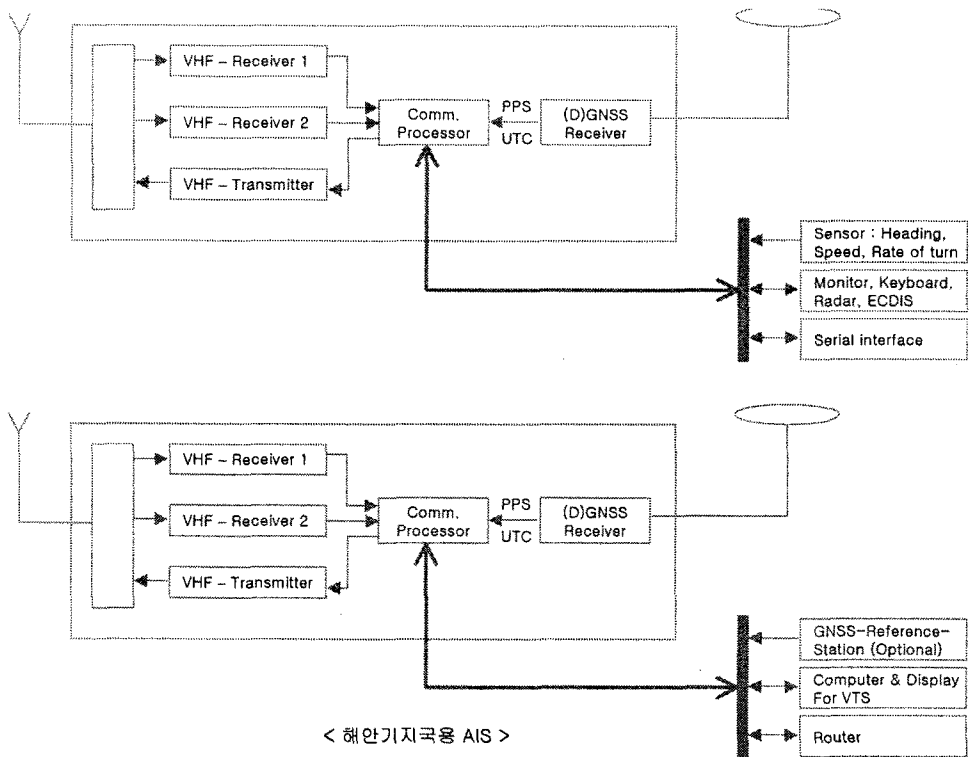 VHF – Receiver 1
VHF – Receiver 2
VHF – Transmitter
Comm.
Processor
PPS
UTC
(D)GNSS
Receiver
Sensor : Heading,
Speed, Rate of turn
Monitor, Keyboard,
Radar, ECDIS
Serial interface
VHF – Receiver 1
VHF – Receiver 2
VHF – Transmitter
Comm.
Processor
PPS
UTC
(D)GNSS
Receiver
GNSS-Reference-
Station (Optional)
Computer & Display
For VTS
Router
< 해안기지국용 AIS >